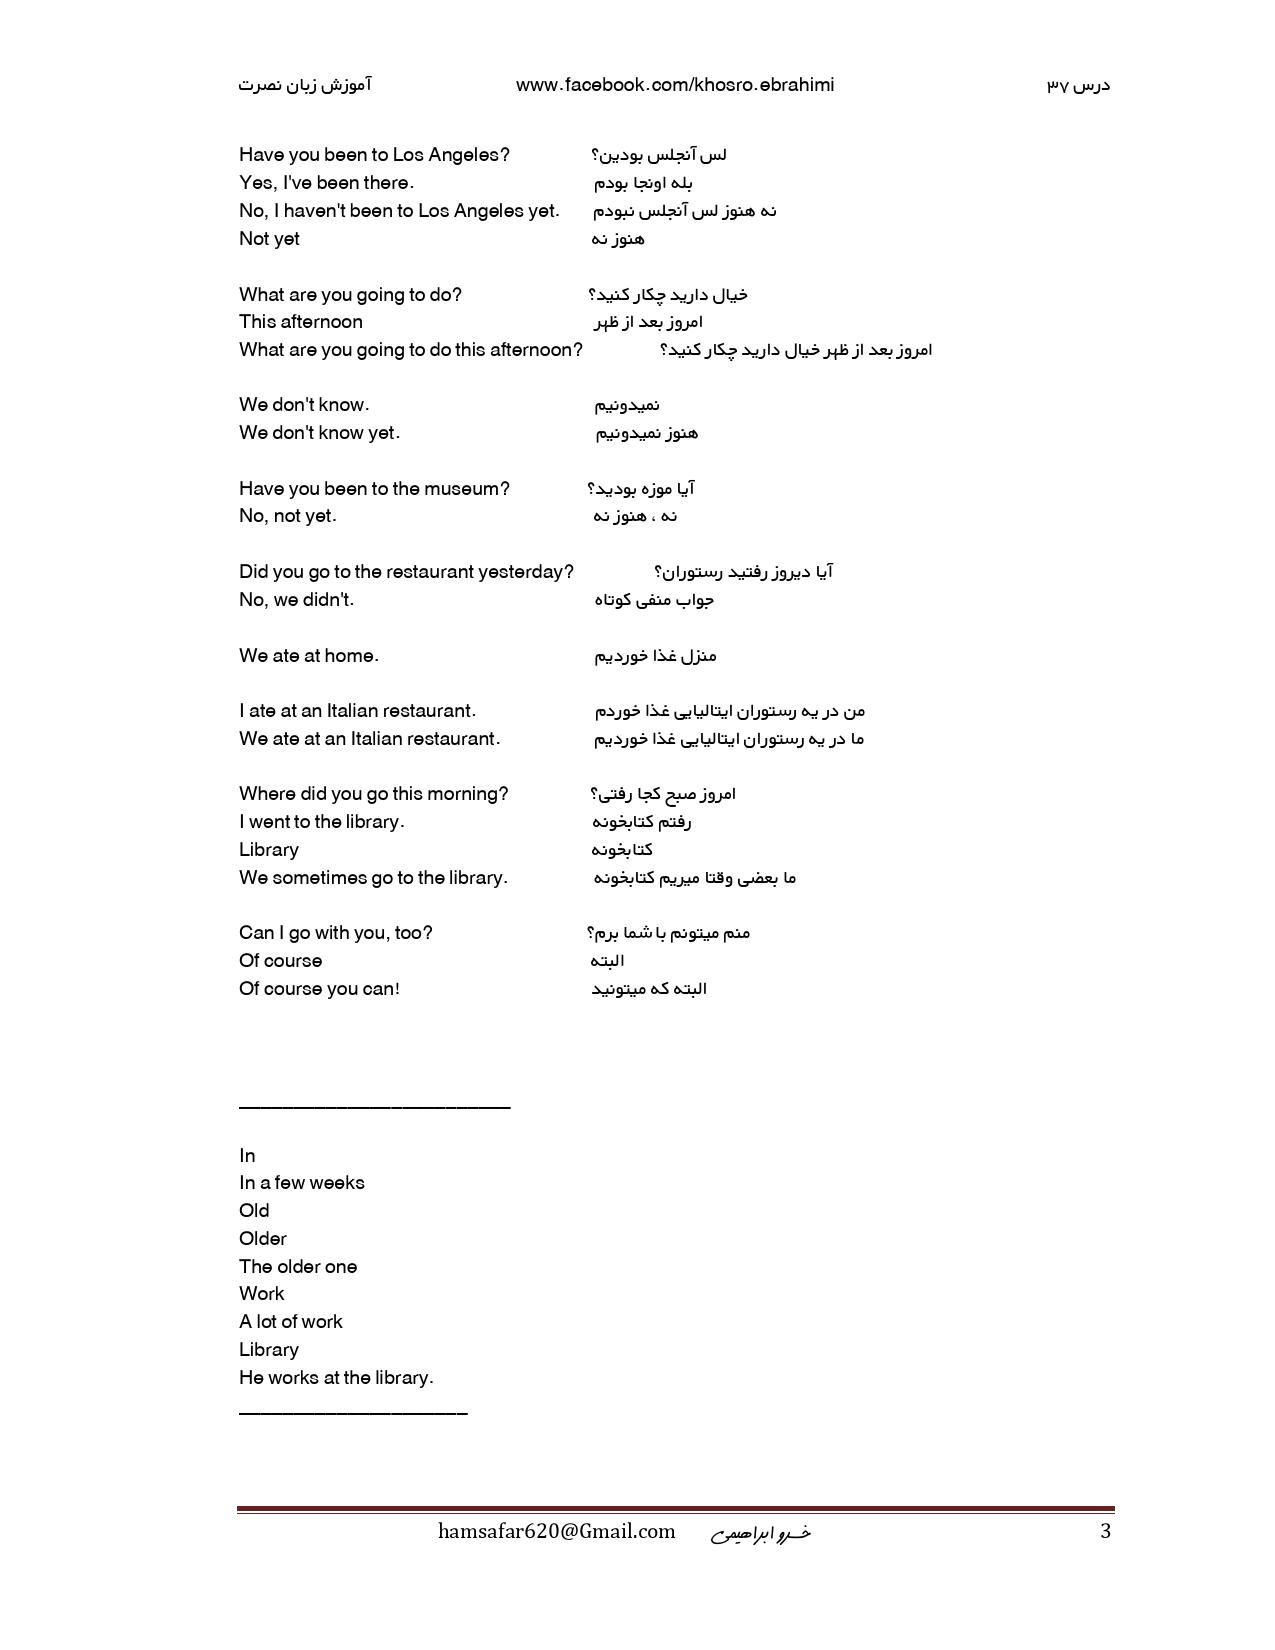 آموزش زبان نصرت www.facebook.com/khosro.ebrahimi درس ۳۷
Have you been to Los Angeles? لس آنجلس بودین؟
Yes, I've been there. بله اونجا بودم
No, I haven't been to Los Angeles yet. نه هنوز لس آنجلس نبودم
Not yet هنوز نه
What are you going to do? خیال دارید چکار کنید؟
This afternoon امروز بعد از ظهر
What are you going to do this afternoon? امروز بعد از ظهر خیال دارید چکار کنید؟
We don't know. نمیدونیم
We don't know yet. هنوز نمیدونیم
Have you been to the museum? آیا موزه بودید؟
No, not yet. نه ، هنوز نه
Did you go to the restaurant yesterday? آیا دیروز رفتید رستوران؟
No, we didn't. جواب منفی کوتاه
We ate at home. منزل غذا خوردیم
I ate at an Italian restaurant. من در یه رستوران ایتالیایی غذا خوردم
We ate at an Italian restaurant. ما در یه رستوران ایتالیایی غذا خوردیم
Where did you go this morning? امروز صبح کجا رفتی؟
I went to the library. رفتم کتابخونه
Library کتابخونه
We sometimes go to the library. ما بعضی وقتا میریم کتابخونه
Can I go with you, too? منم میتونم با شما برم؟
Of course البته
Of course you can! البته که میتونید
_________________________
In
In a few weeks
Old
Older
The older one
Work
A lot of work
Library
He works at the library.
_____________________
hamsafar620@Gmail.com خسرو ابراهیمی 3